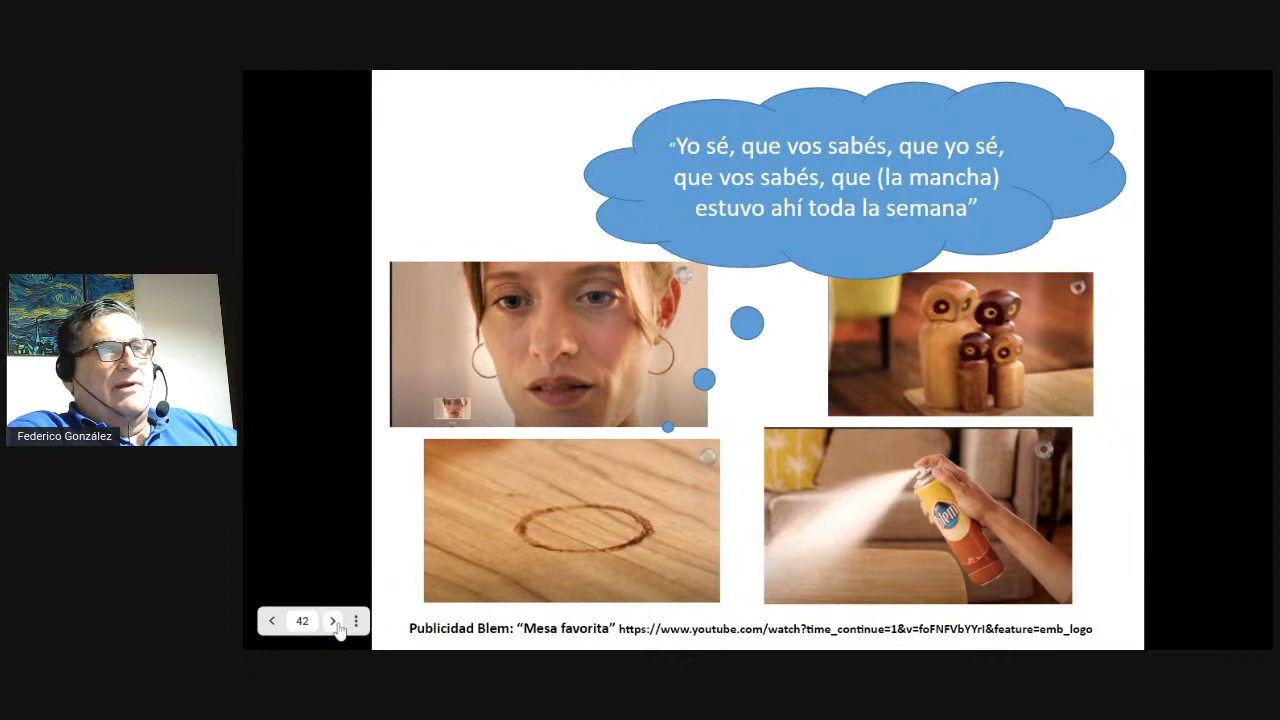 “Yo sé, que vos sabés, que yo sé,
que vos sabés, que (la mancha)
estuvo ahí toda la semana”
Blem
Federico González
42
Publicidad Blem: “Mesa favorita” https://www.youtube.com/watch?time_continue=1&v=foFNFVbYYrI&feature=emb_logo